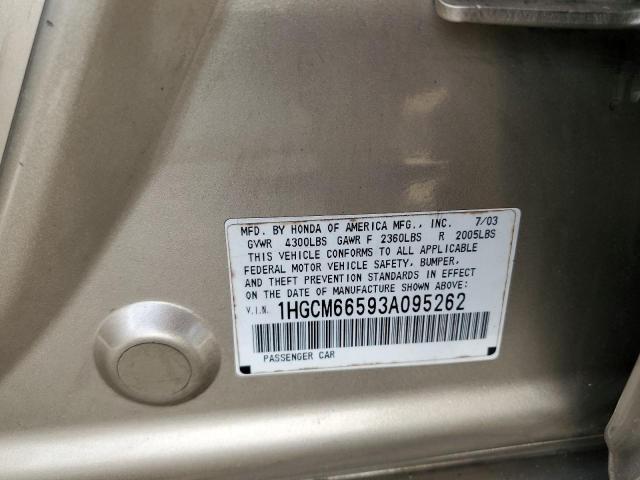 MFD. BY HONDA OF AMERICA MFG., INC. 7/03
GVWR 4300LBS GAWR F 2360LBS R 2005LBS
THIS VEHICLE CONFORMS TO ALL APPLICABLE
FEDERAL MOTOR VEHICLE SAFETY, BUMPER,
AND THEFT PREVENTION STANDARDS IN EFFECT
ON THE DATE OF MANUFACTURE SHOWN ABOVE:
V.I.N. 1HGCM66593A095262
PASSENGER CAR